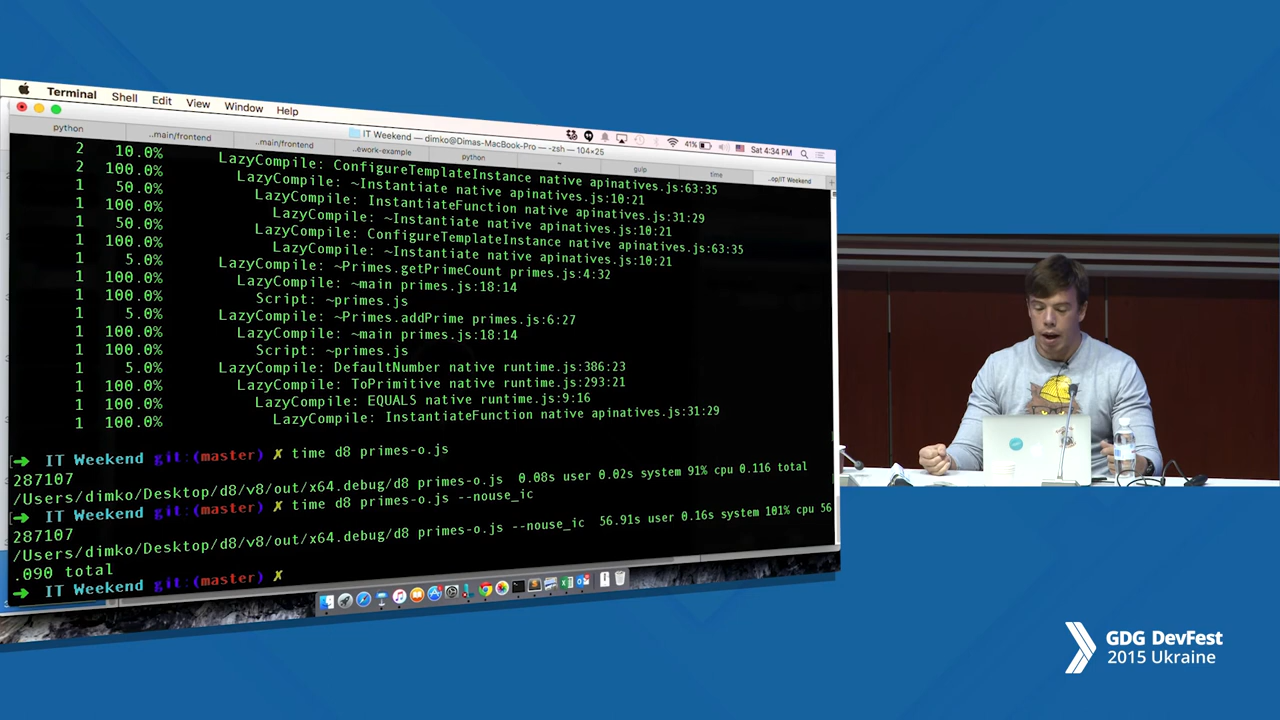 Terminal Shell Edit View Window Help
41% Sat 4:34 PM
IT Weekend — dimko@Dimas-MacBook-Pro — -zsh — 104×25
python ..main/frontend ..main/frontend ..ework-example python ~ gulp time ..op/IT Weekend
2 10.0% LazyCompile: ConfigureTemplateInstance native apinatives.js:63:35
2 100.0% LazyCompile: ~Instantiate native apinatives.js:10:21
1 50.0% LazyCompile: InstantiateFunction native apinatives.js:31:29
1 100.0% LazyCompile: ~Instantiate native apinatives.js:10:21
1 50.0% LazyCompile: ConfigureTemplateInstance native apinatives.js:63:35
1 100.0% LazyCompile: ~Instantiate native apinatives.js:10:21
1 5.0% LazyCompile: ~Primes.getPrimeCount primes.js:4:32
1 100.0% LazyCompile: ~main primes.js:18:14
1 100.0% Script: ~primes.js
1 5.0% LazyCompile: ~Primes.addPrime primes.js:6:27
1 100.0% LazyCompile: ~main primes.js:18:14
1 100.0% Script: ~primes.js
1 5.0% LazyCompile: DefaultNumber native runtime.js:386:23
1 100.0% LazyCompile: ToPrimitive native runtime.js:293:21
1 100.0% LazyCompile: EQUALS native runtime.js:9:16
1 100.0% LazyCompile: InstantiateFunction native apinatives.js:31:29
[➔ IT Weekend git:(master) ✗ time d8 primes-o.js
287107
/Users/dimko/Desktop/d8/v8/out/x64.debug/d8 primes-o.js 0.08s user 0.02s system 91% cpu 0.116 total
[➔ IT Weekend git:(master) ✗ time d8 primes-o.js --nouse_ic
287107
/Users/dimko/Desktop/d8/v8/out/x64.debug/d8 primes-o.js --nouse_ic 56.91s user 0.16s system 101% cpu 56
.090 total
➔ IT Weekend git:(master) ✗
GDG DevFest
2015 Ukraine